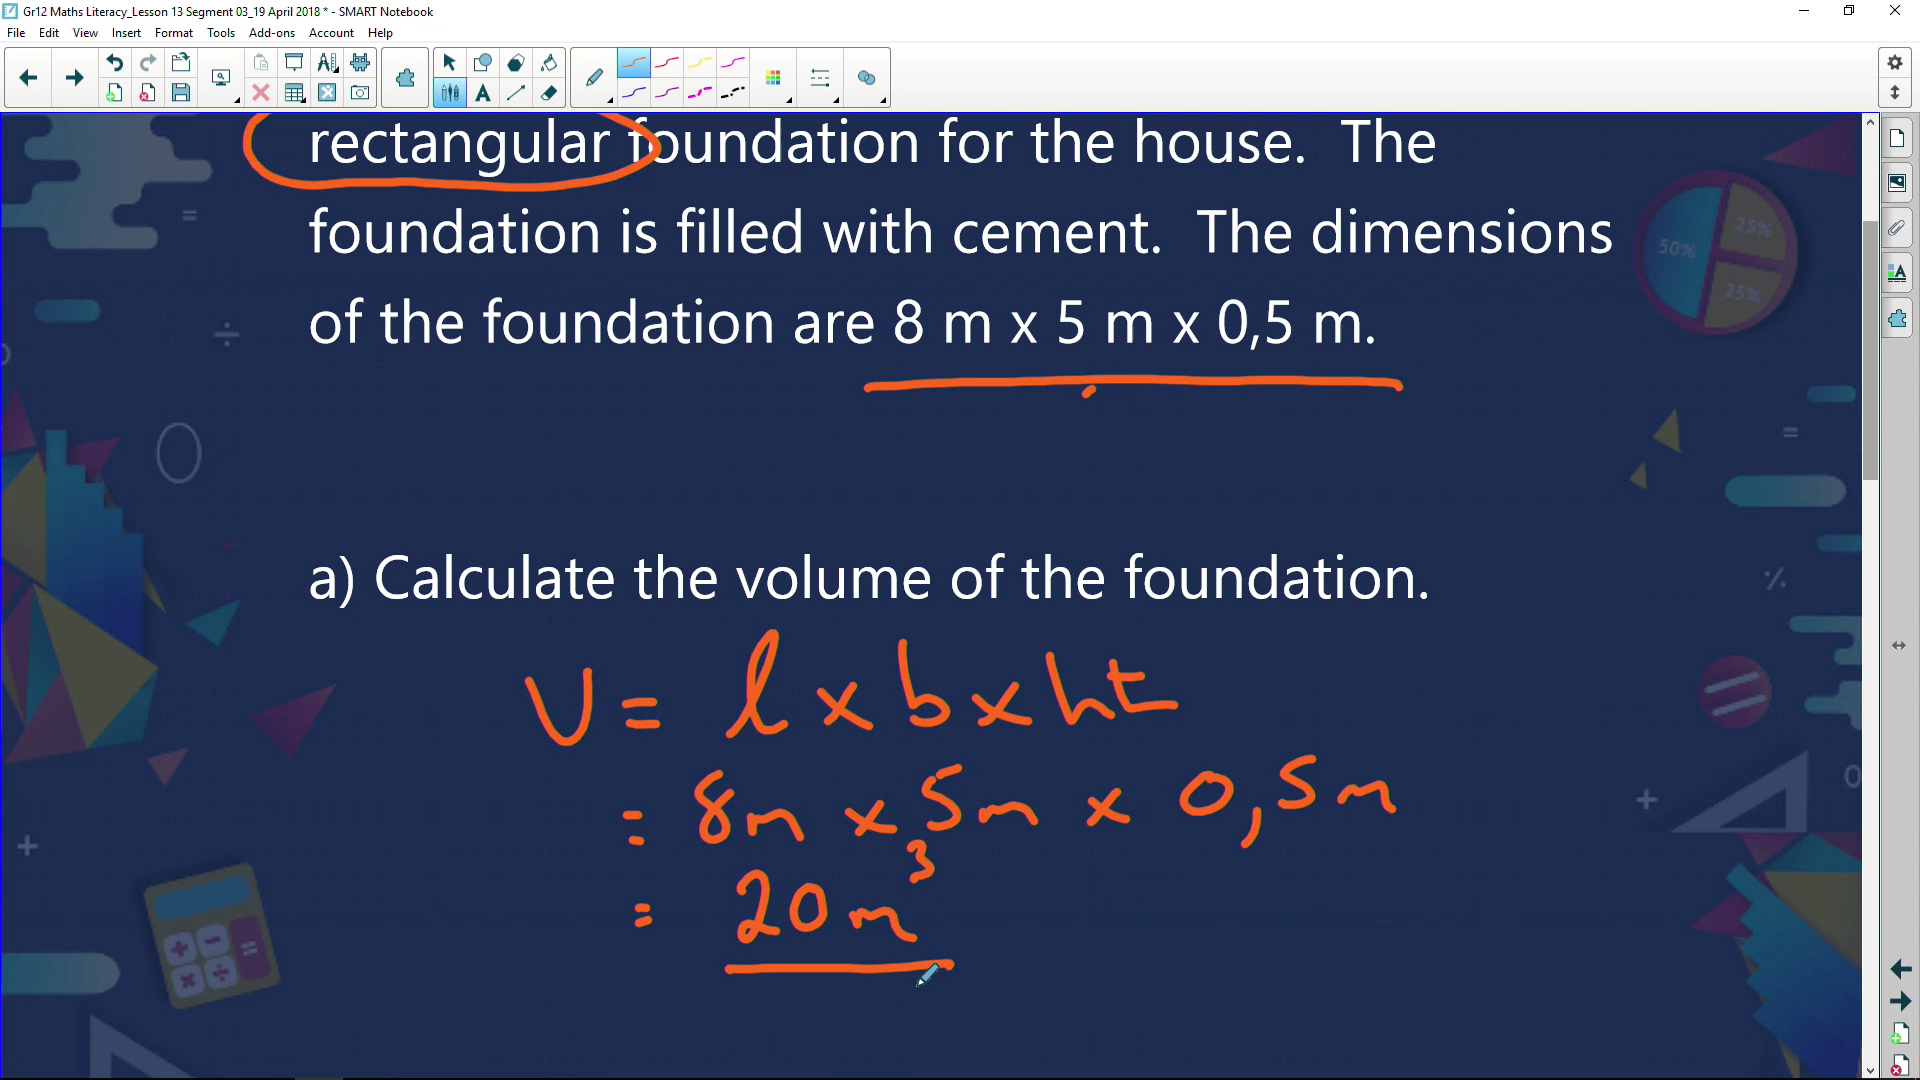 Gr12 Maths Literacy_Lesson 13 Segment 03_19 April 2018 * - SMART Notebook
File Edit View Insert Format Tools Add-ons Account Help
rectangular foundation for the house. The
foundation is filled with cement. The dimensions
of the foundation are 8 m x 5 m x 0,5 m.
50% 25%
25%
a) Calculate the volume of the foundation.
V = l x b x ht
= 8m x 5m x 0,5m
= 20m³